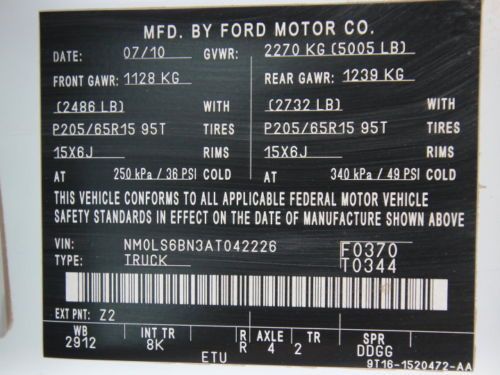 MFD. BY FORD MOTOR CO.
DATE: 07/10 GVWR: 2270 KG (5005 LB)
FRONT GAWR: 1128 KG REAR GAWR: 1239 KG
(2486 LB) WITH (2732 LB) WITH
P205/65R15 95T TIRES P205/65R15 95T TIRES
15X6J RIMS 15X6J RIMS
AT 250 kPa / 36 PSI COLD AT 340 kPa / 49 PSI COLD
THIS VEHICLE CONFORMS TO ALL APPLICABLE FEDERAL MOTOR VEHICLE
SAFETY STANDARDS IN EFFECT ON THE DATE OF MANUFACTURE SHOWN ABOVE
VIN: NM0LS6BN3AT042226 F0370
TYPE: TRUCK T0344
EXT PNT: Z2
WB INT TR R AXLE TR SPR
2912 8K R 4 2 DDGG
ETU 9T16-1520472-AA